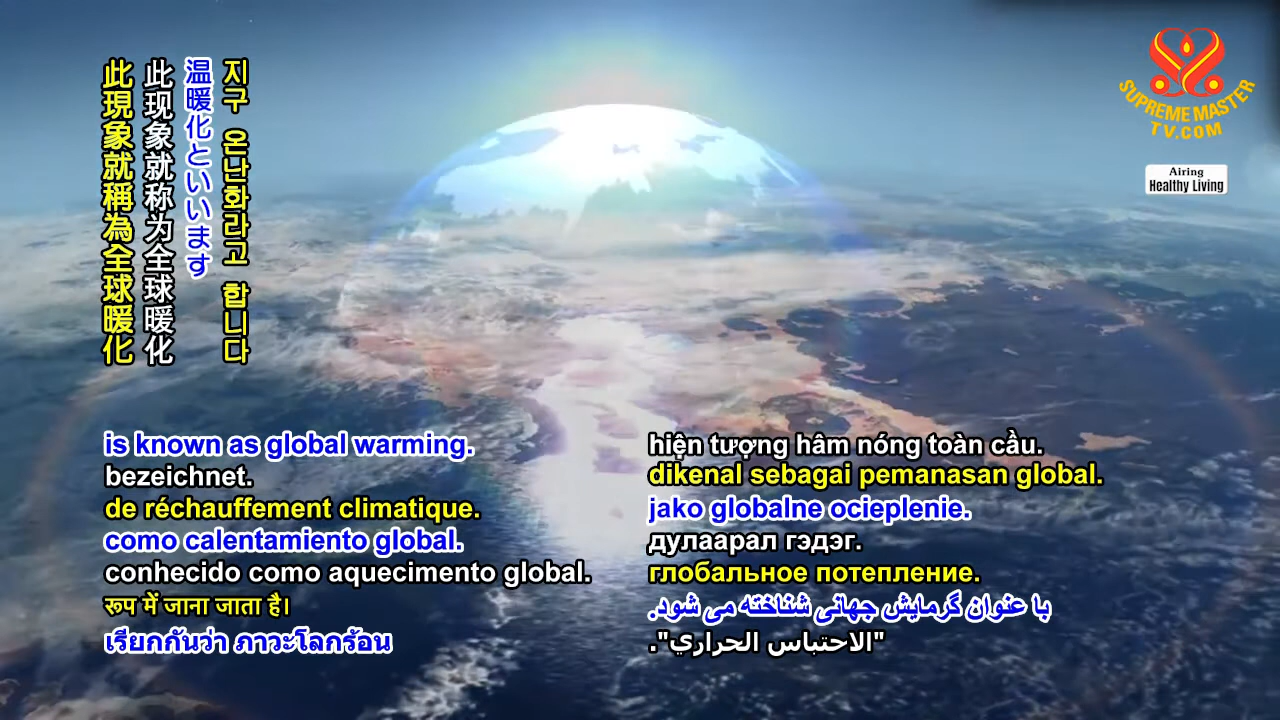 此現象就稱為全球暖化
此现象就称为全球暖化
温暖化といいます
지구 온난화라고 합니다
SUPREME MASTER
TV.COM
Airing
Healthy Living
is known as global warming.
bezeichnet.
de réchauffement climatique.
como calentamiento global.
conhecido como aquecimento global.
रूप में जाना जाता है।
เรียกกันว่า ภาวะโลกร้อน
hiện tượng hâm nóng toàn cầu.
dikenal sebagai pemanasan global.
jako globalne ocieplenie.
дулаарал гэдэг.
глобальное потепление.
با عنوان گرمایش جهانی شناخته می شود.
"الاحتباس الحراري".